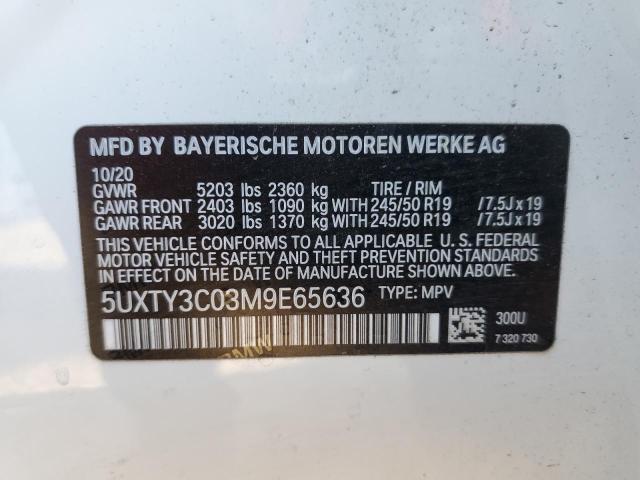 MFD BY BAYERISCHE MOTOREN WERKE AG
10/20
GVWR 5203 lbs 2360 kg TIRE / RIM
GAWR FRONT 2403 lbs 1090 kg WITH 245/50 R19 /7.5J x 19
GAWR REAR 3020 lbs 1370 kg WITH 245/50 R19 /7.5J x 19
THIS VEHICLE CONFORMS TO ALL APPLICABLE U. S. FEDERAL
MOTOR VEHICLE SAFETY AND THEFT PREVENTION STANDARDS
IN EFFECT ON THE DATE OF MANUFACTURE SHOWN ABOVE.
5UXTY3C03M9E65636 TYPE: MPV
300U
7 320 730
BMW